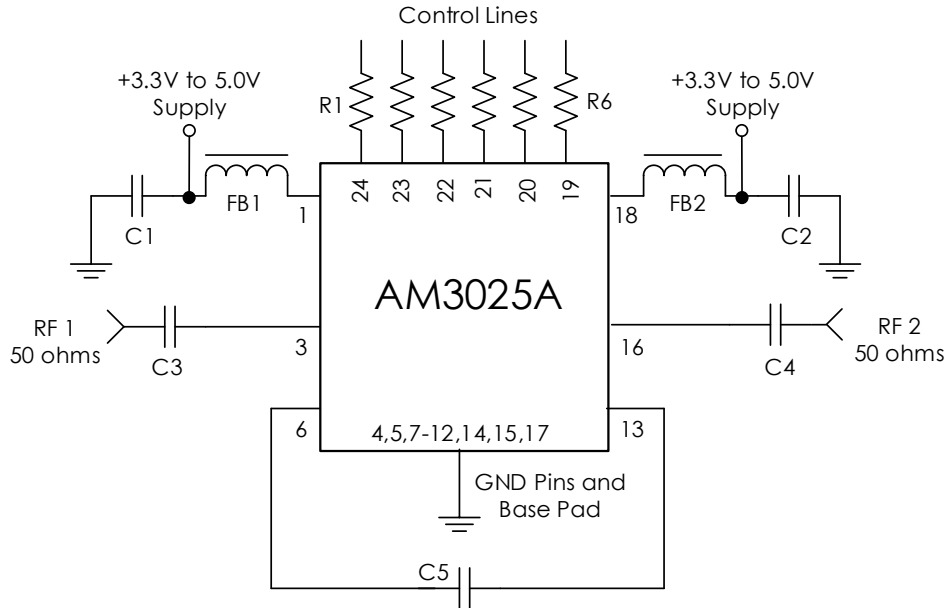 Control Lines
+3.3V to 5.0V
Supply
+3.3V to 5.0V
Supply
R1
R6
24
23
22
21
20
19
FB1
1
18
FB2
C1
C2
AM3025A
RF 1
50 ohms
C3
3
16
C4
RF 2
50 ohms
6
4,5,7-12,14,15,17
13
GND Pins and
Base Pad
C5